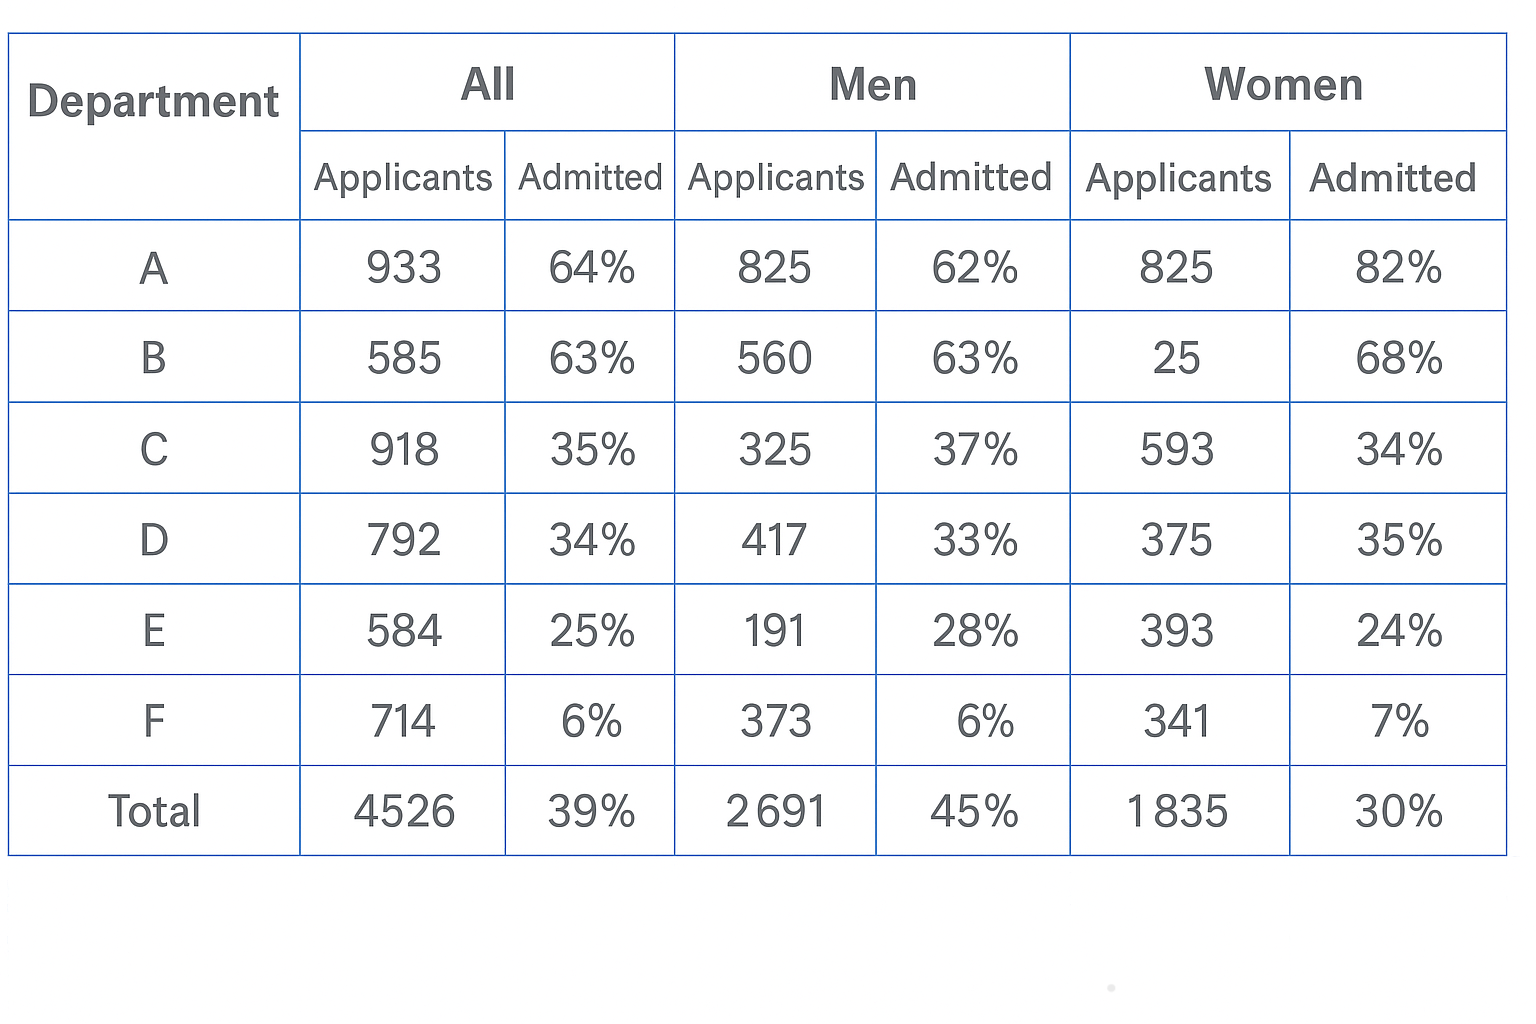 Department All Men Women
Applicants Admitted Applicants Admitted Applicants Admitted
A 933 64% 825 62% 825 82%
B 585 63% 560 63% 25 68%
C 918 35% 325 37% 593 34%
D 792 34% 417 33% 375 35%
E 584 25% 191 28% 393 24%
F 714 6% 373 6% 341 7%
Total 4526 39% 2691 45% 1835 30%